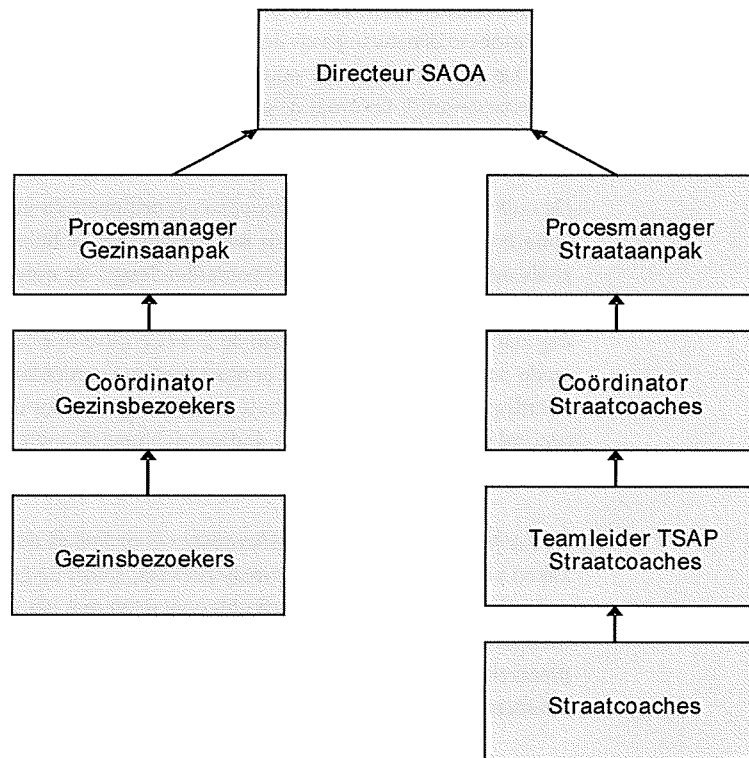 Directeur SAOA
Procesmanager
Gezinsaanpak
Procesmanager
Straataanpak
Coördinator
Gezinsbezoekers
Coördinator
Straatcoaches
Gezinsbezoekers
Teamleider TSAP
Straatcoaches
Straatcoaches